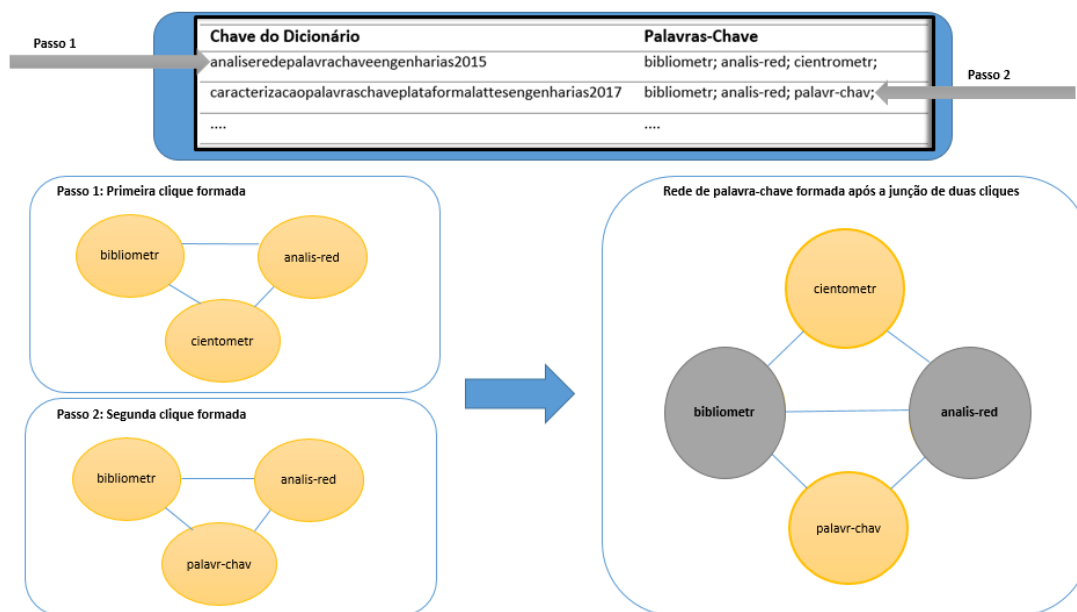 Passo 1
Chave do Dicionário Palavras-Chave
analiseredepalavrachaveengenharias2015 bibliometr; analis-red; cientrometr;
Passo 2
caracterizacaopalavraschaveplataformalattesengenharias2017 bibliometr; analis-red; palavr-chav;
.... ....
Passo 1: Primeira clique formada
bibliometr analis-red
cientometr
Passo 2: Segunda clique formada
bibliometr analis-red
palavr-chav
Rede de palavra-chave formada após a junção de duas cliques
cientometr
bibliometr analis-red
palavr-chav